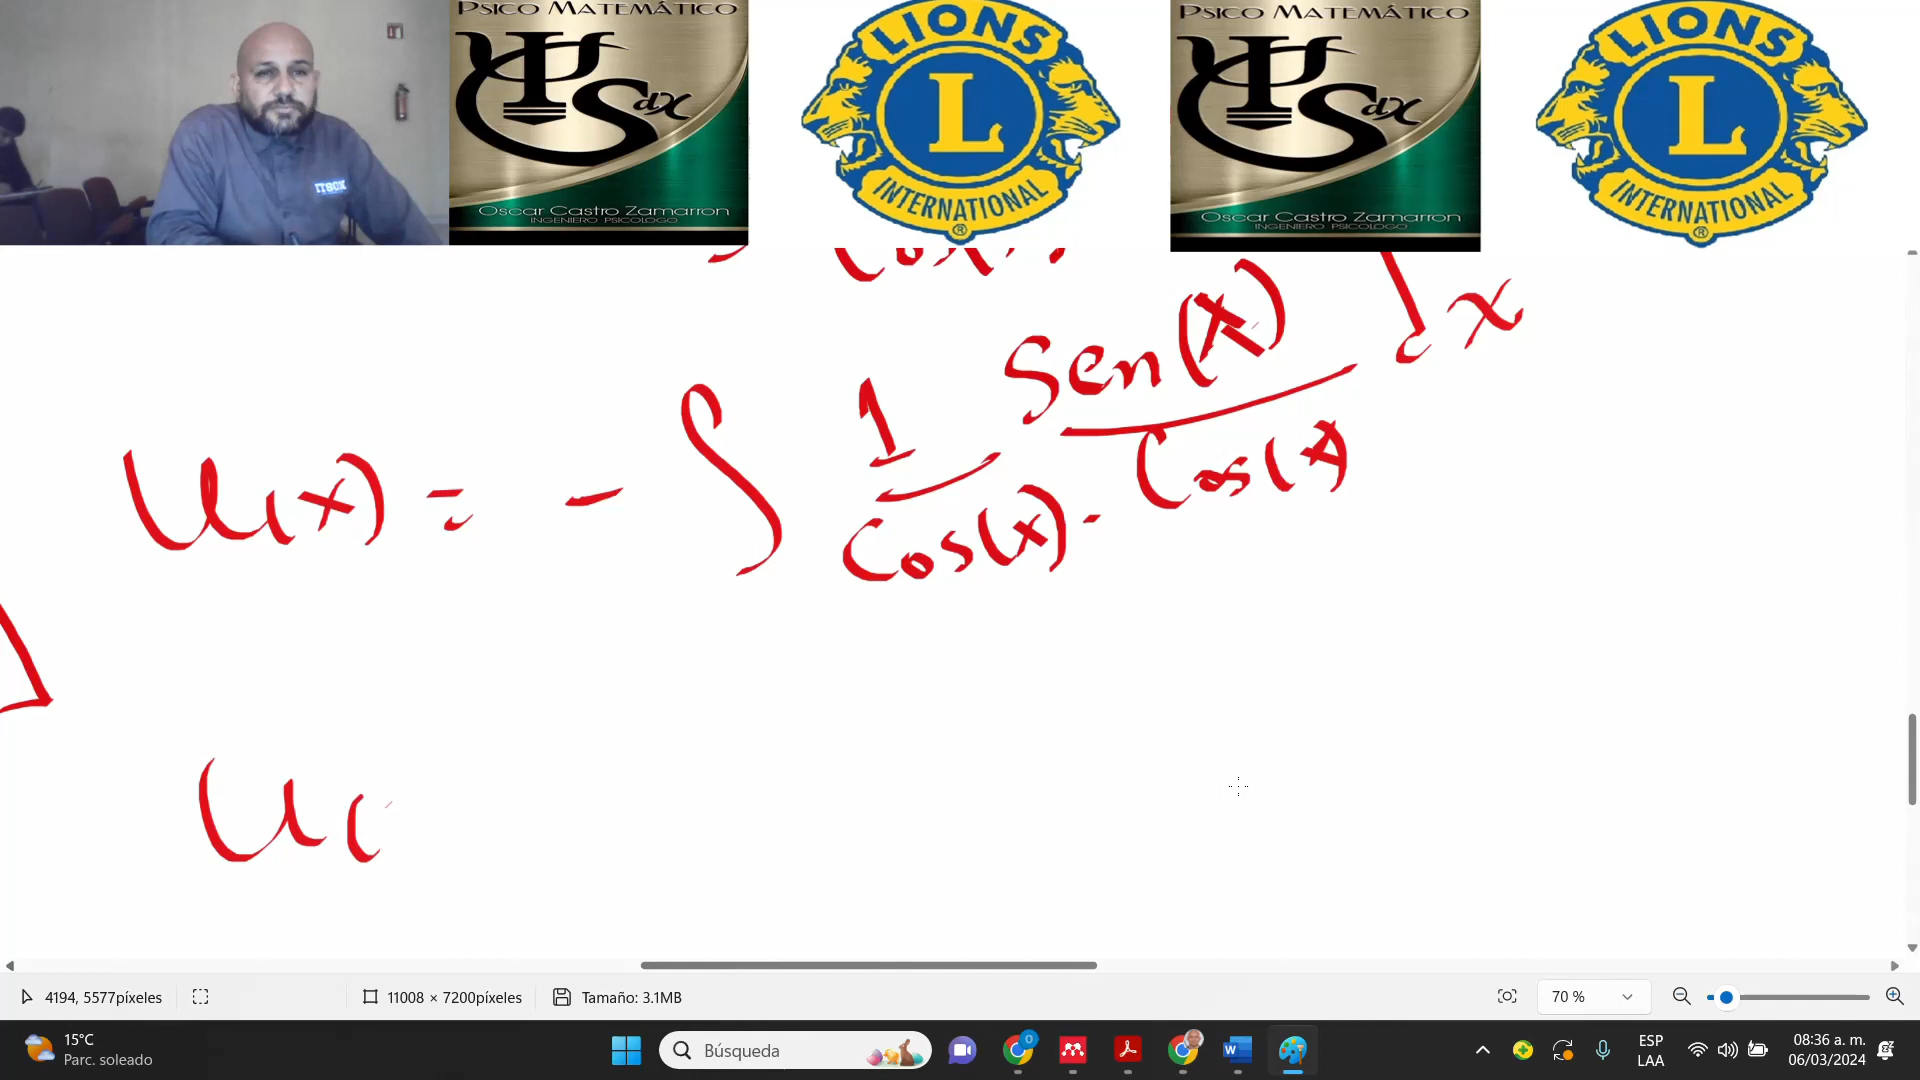 PSICO MATEMÁTICO
dx
Oscar Castro Zamarron
INGENIERO PSICOLOGO
LIONS
L
INTERNATIONAL
®
PSICO MATEMÁTICO
dx
Oscar Castro Zamarron
INGENIERO PSICOLOGO
LIONS
L
INTERNATIONAL
®
U(x) = - ∫ 1/Cos(x) · Sen(x)/Cos(x) dx
U(
4194, 5577píxeles
11008 × 7200píxeles
Tamaño: 3.1MB
70 %
15°C
Parc. soleado
Búsqueda
ESP
LAA
08:36 a. m.
06/03/2024